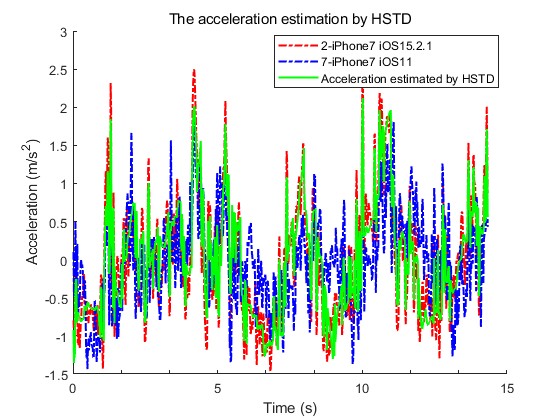 The acceleration estimation by HSTD
2-iPhone7 iOS15.2.1
7-iPhone7 iOS11
Acceleration estimated by HSTD
Acceleration (m/s²)
3
2.5
2
1.5
1
0.5
0
-0.5
-1
-1.5
0
5
10
15
Time (s)